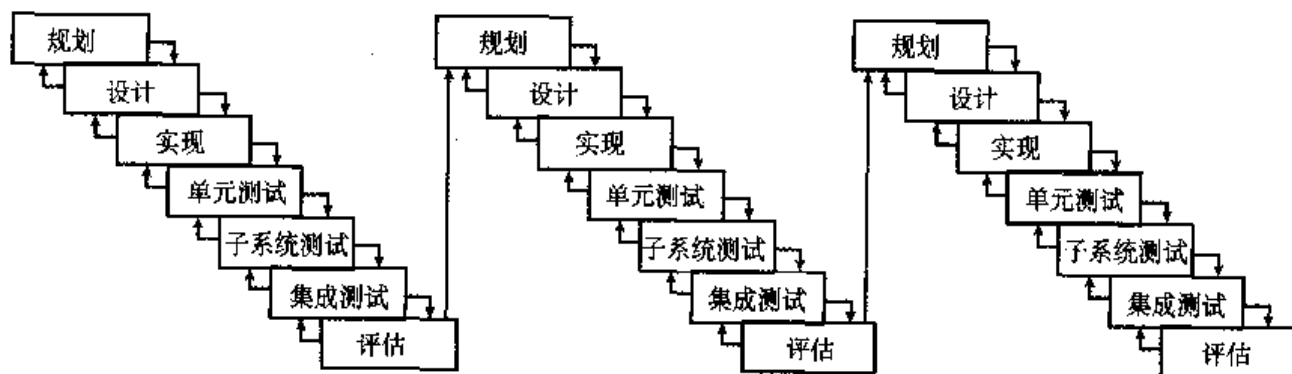 规划
设计
实现
单元测试
子系统测试
集成测试
评估
规划
设计
实现
单元测试
子系统测试
集成测试
评估
规划
设计
实现
单元测试
子系统测试
集成测试
评估